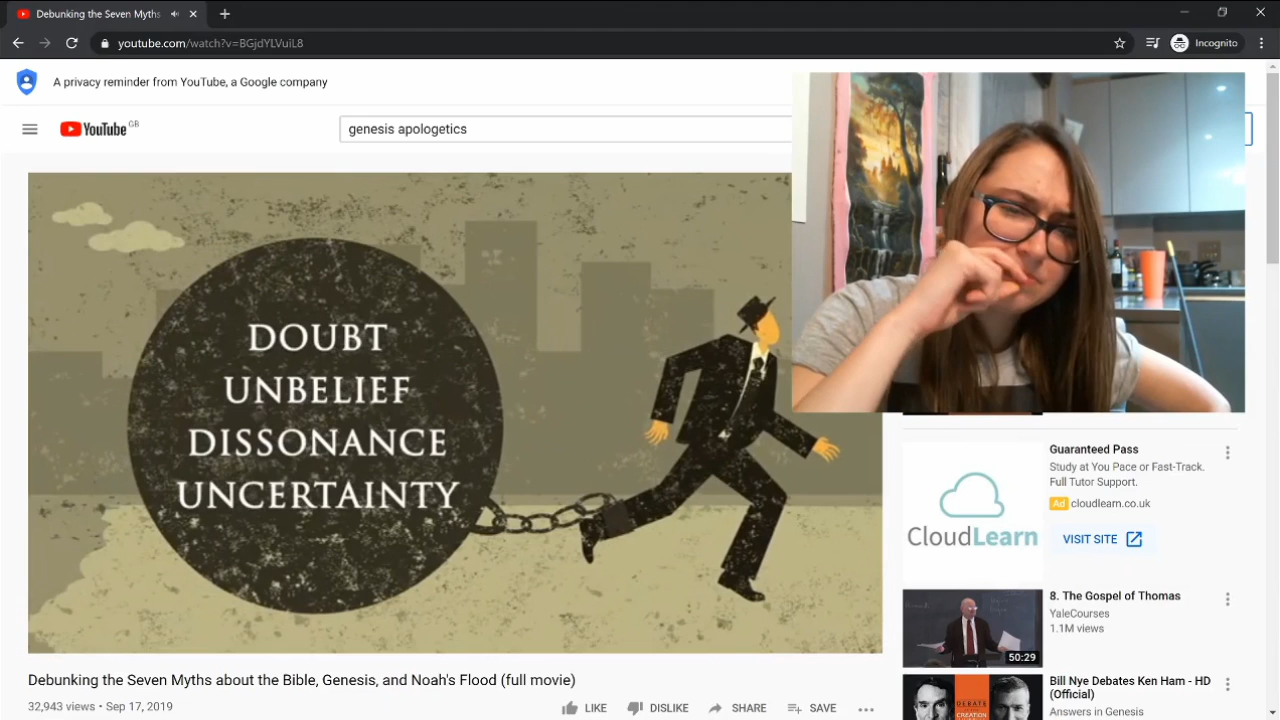 Debunking the Seven Myths
youtube.com/watch?v=BGjdYLVuiL8
Incognito
A privacy reminder from YouTube, a Google company
YouTube GB
genesis apologetics
DOUBT
UNBELIEF
DISSONANCE
UNCERTAINTY
Guaranteed Pass
Study at You Pace or Fast-Track.
Full Tutor Support.
Ad cloudlearn.co.uk
CloudLearn
VISIT SITE
8. The Gospel of Thomas
YaleCourses
1.1M views
50:29
Debunking the Seven Myths about the Bible, Genesis, and Noah's Flood (full movie)
32,943 views • Sep 17, 2019
LIKE
DISLIKE
SHARE
SAVE
Bill Nye Debates Ken Ham - HD
(Official)
Answers in Genesis
DEBATE